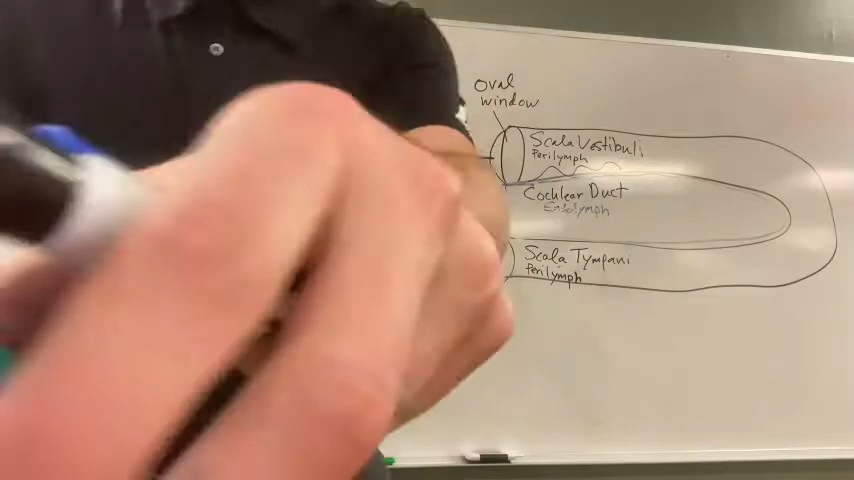 oval
window
Scala Vestibuli
Perilymph
Cochlear Duct
Endolymph
Scala Tympani
Perilymph